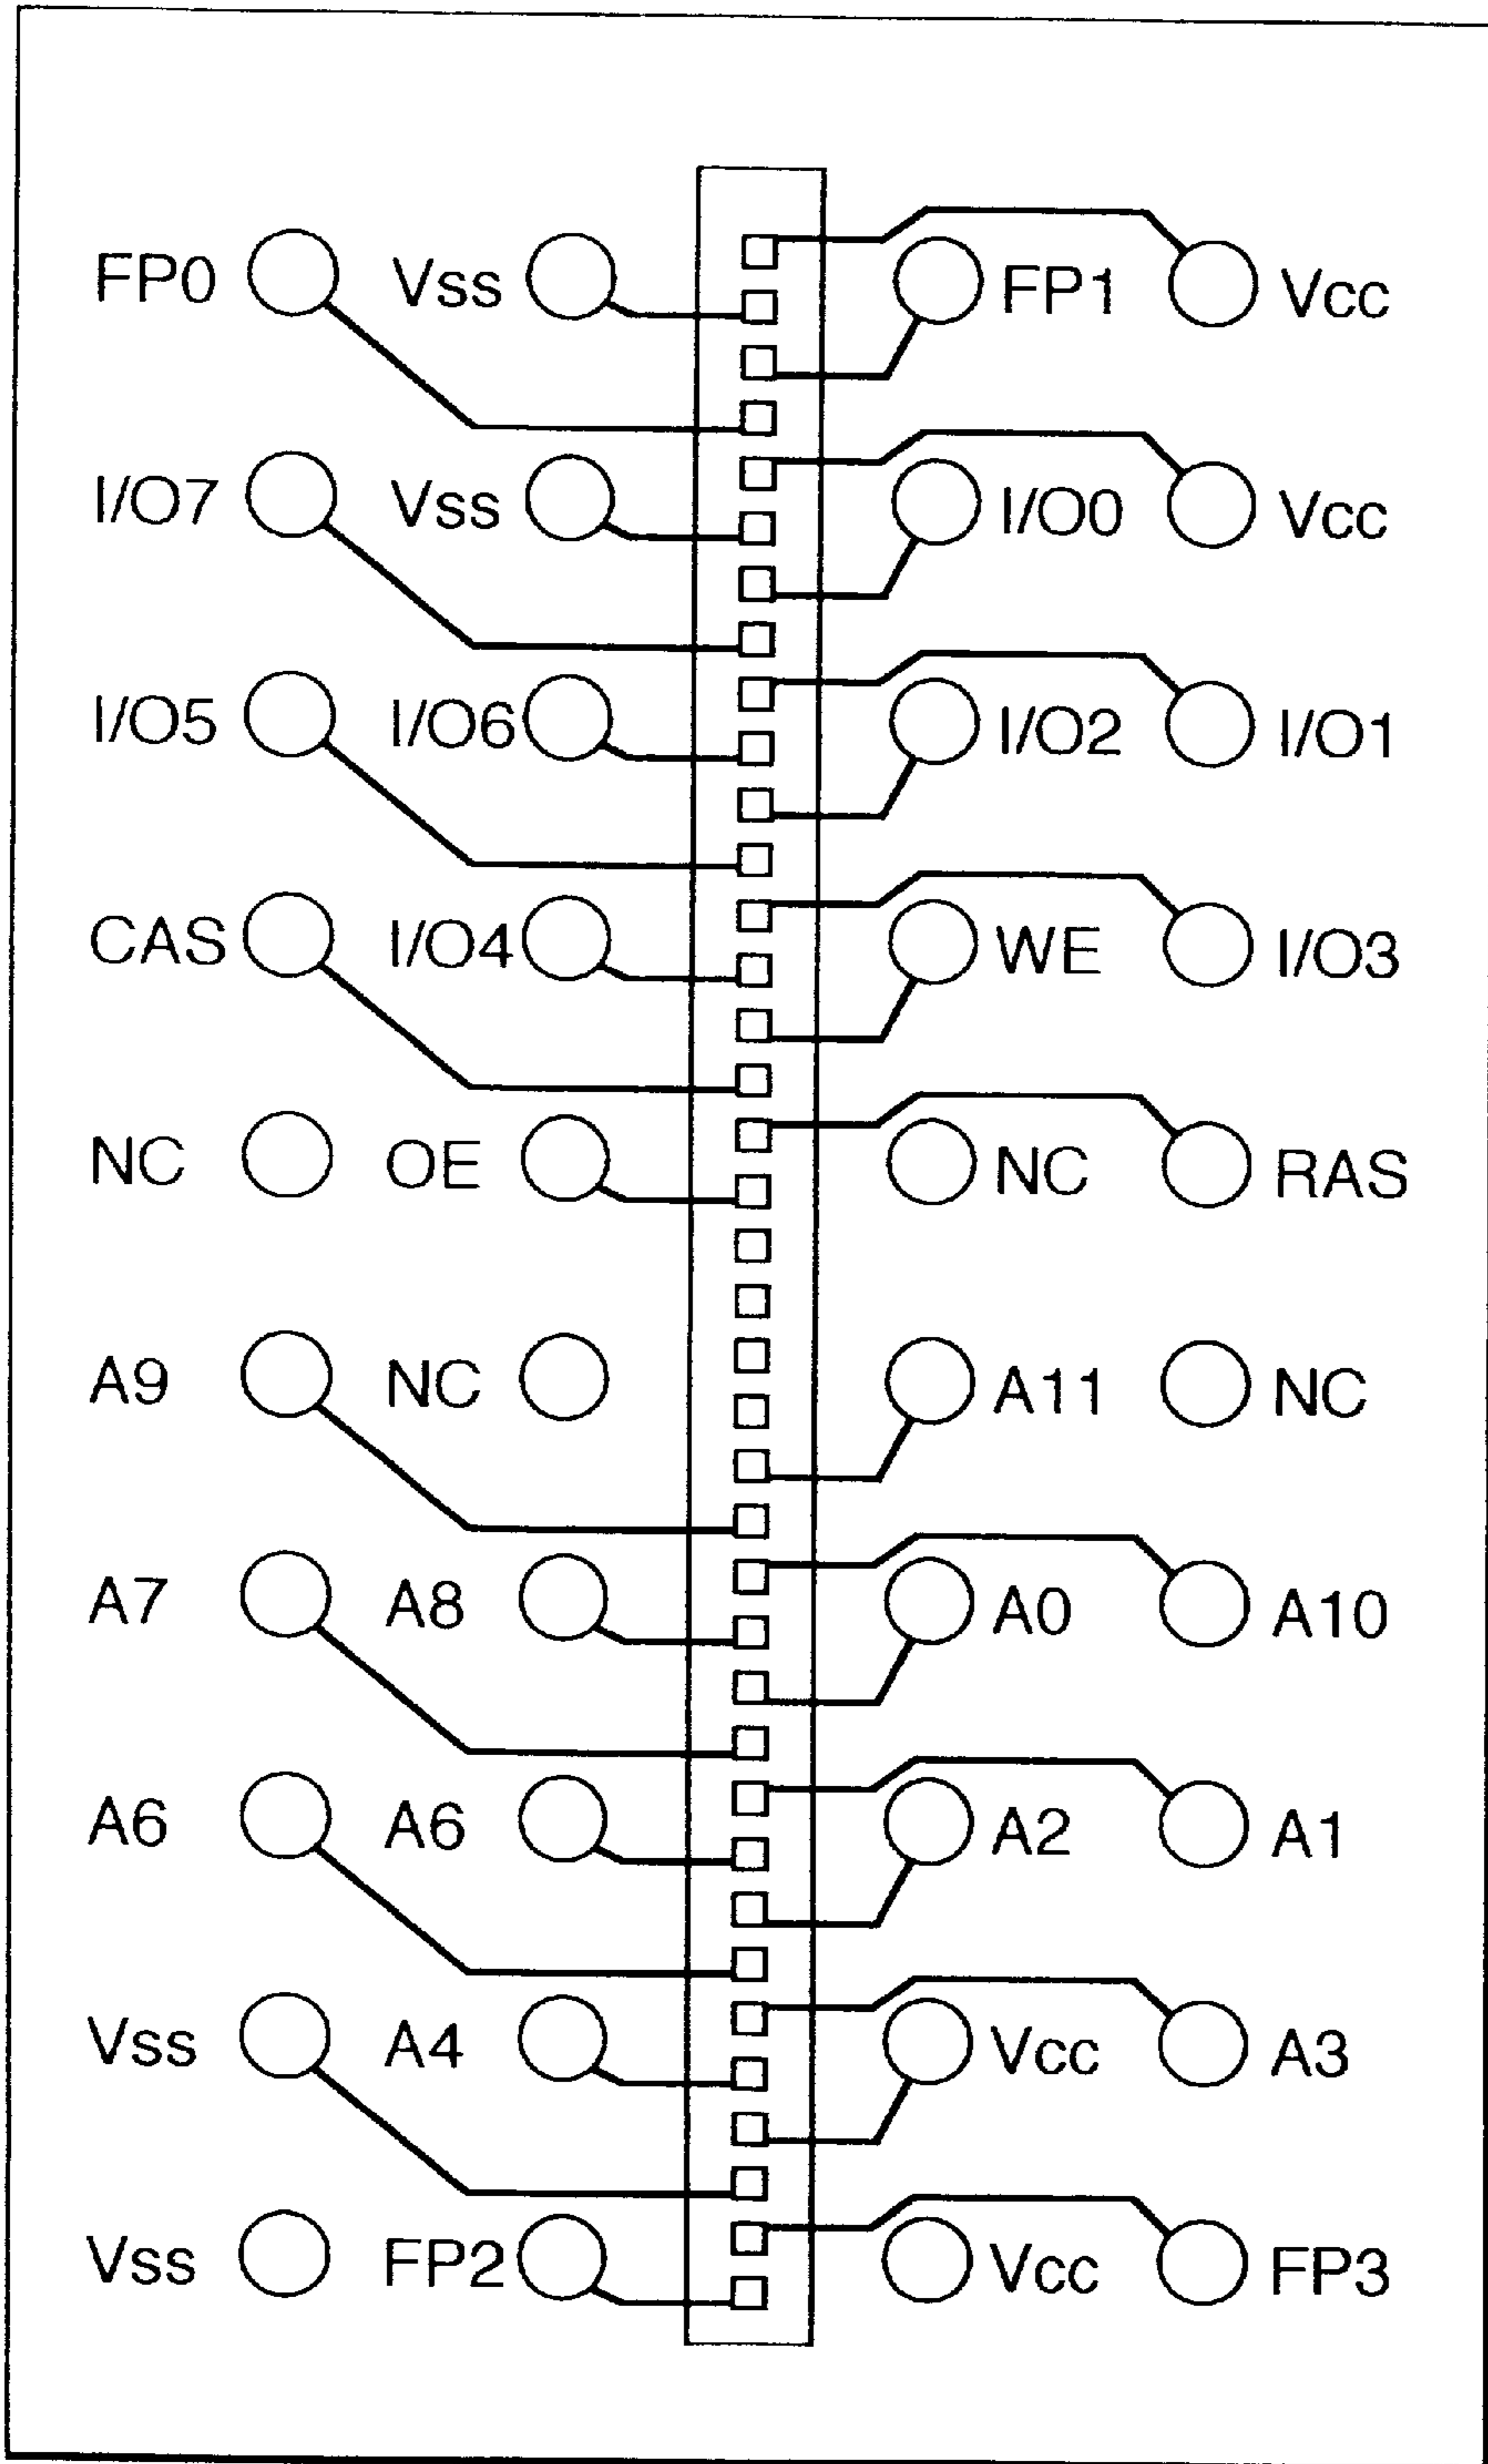 FP0 Vss FP1 Vcc
I/O7 Vss I/O0 Vcc
I/O5 I/O6 I/O2 I/O1
CAS I/O4 WE I/O3
NC OE NC RAS
A9 NC A11 NC
A7 A8 A0 A10
A6 A6 A2 A1
Vss A4 Vcc A3
Vss FP2 Vcc FP3